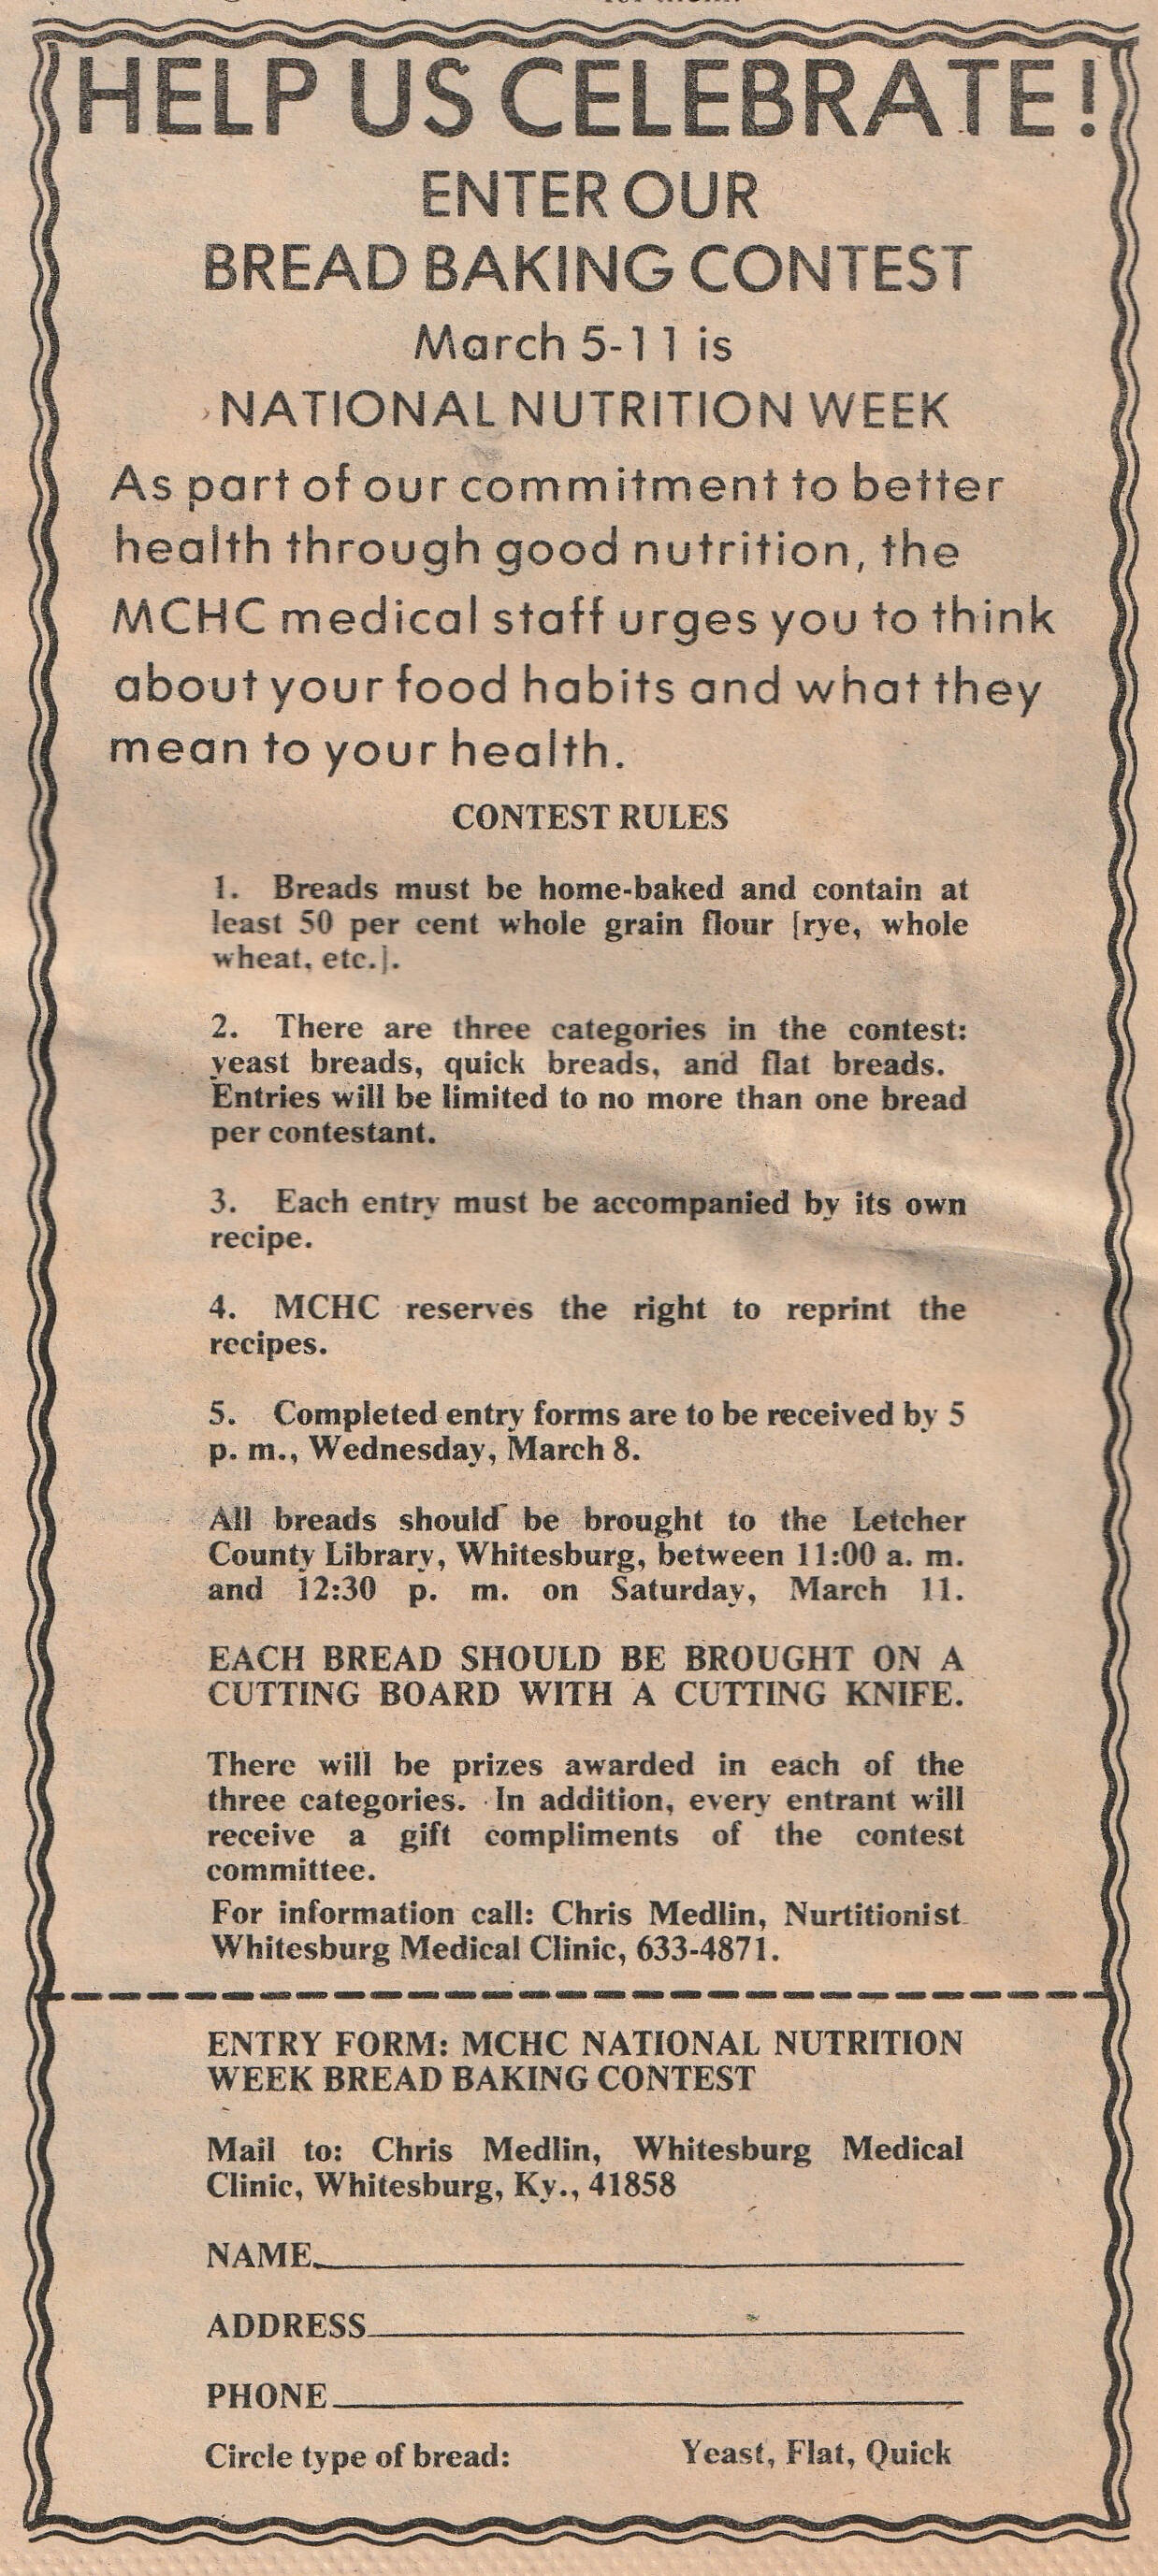 HELP US CELEBRATE!
ENTER OUR
BREAD BAKING CONTEST
March 5-11 is
NATIONAL NUTRITION WEEK
As part of our commitment to better
health through good nutrition, the
MCHC medical staff urges you to think
about your food habits and what they
mean to your health.
CONTEST RULES
1. Breads must be home-baked and contain at
least 50 per cent whole grain flour [rye, whole
wheat, etc.].
2. There are three categories in the contest:
yeast breads, quick breads, and flat breads.
Entries will be limited to no more than one bread
per contestant.
3. Each entry must be accompanied by its own
recipe.
4. MCHC reserves the right to reprint the
recipes.
5. Completed entry forms are to be received by 5
p. m., Wednesday, March 8.
All breads should be brought to the Letcher
County Library, Whitesburg, between 11:00 a. m.
and 12:30 p. m. on Saturday, March 11.
EACH BREAD SHOULD BE BROUGHT ON A
CUTTING BOARD WITH A CUTTING KNIFE.
There will be prizes awarded in each of the
three categories. In addition, every entrant will
receive a gift compliments of the contest
committee.
For information call: Chris Medlin, Nurtitionist
Whitesburg Medical Clinic, 633-4871.
ENTRY FORM: MCHC NATIONAL NUTRITION
WEEK BREAD BAKING CONTEST
Mail to: Chris Medlin, Whitesburg Medical
Clinic, Whitesburg, Ky., 41858
NAME
ADDRESS
PHONE
Circle type of bread: Yeast, Flat, Quick